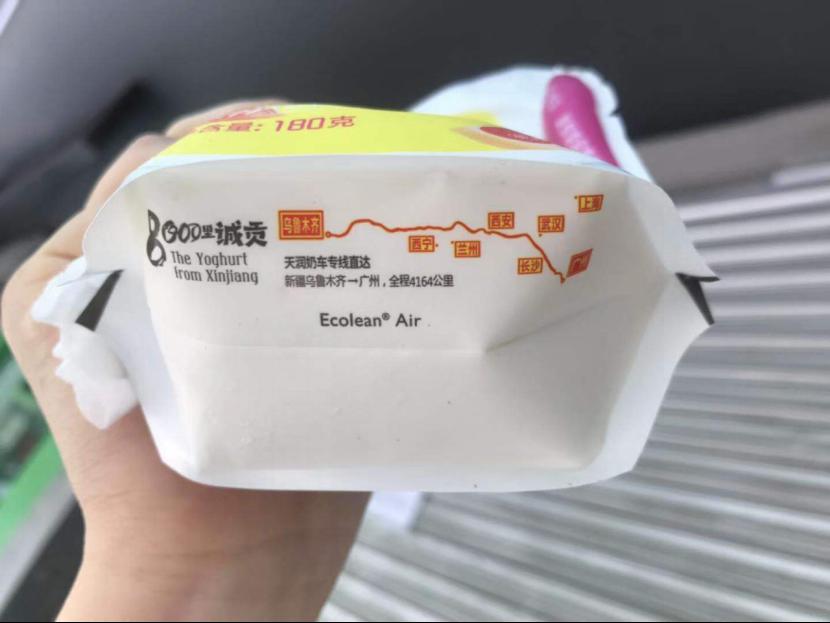 含量: 180克
8000里诚贡
The Yoghurt
from Xinjiang
乌鲁木齐
西宁
兰州
西安
武汉
上海
长沙
广州
天润奶车专线直达
新疆乌鲁木齐→广州，全程4164公里
Ecolean® Air